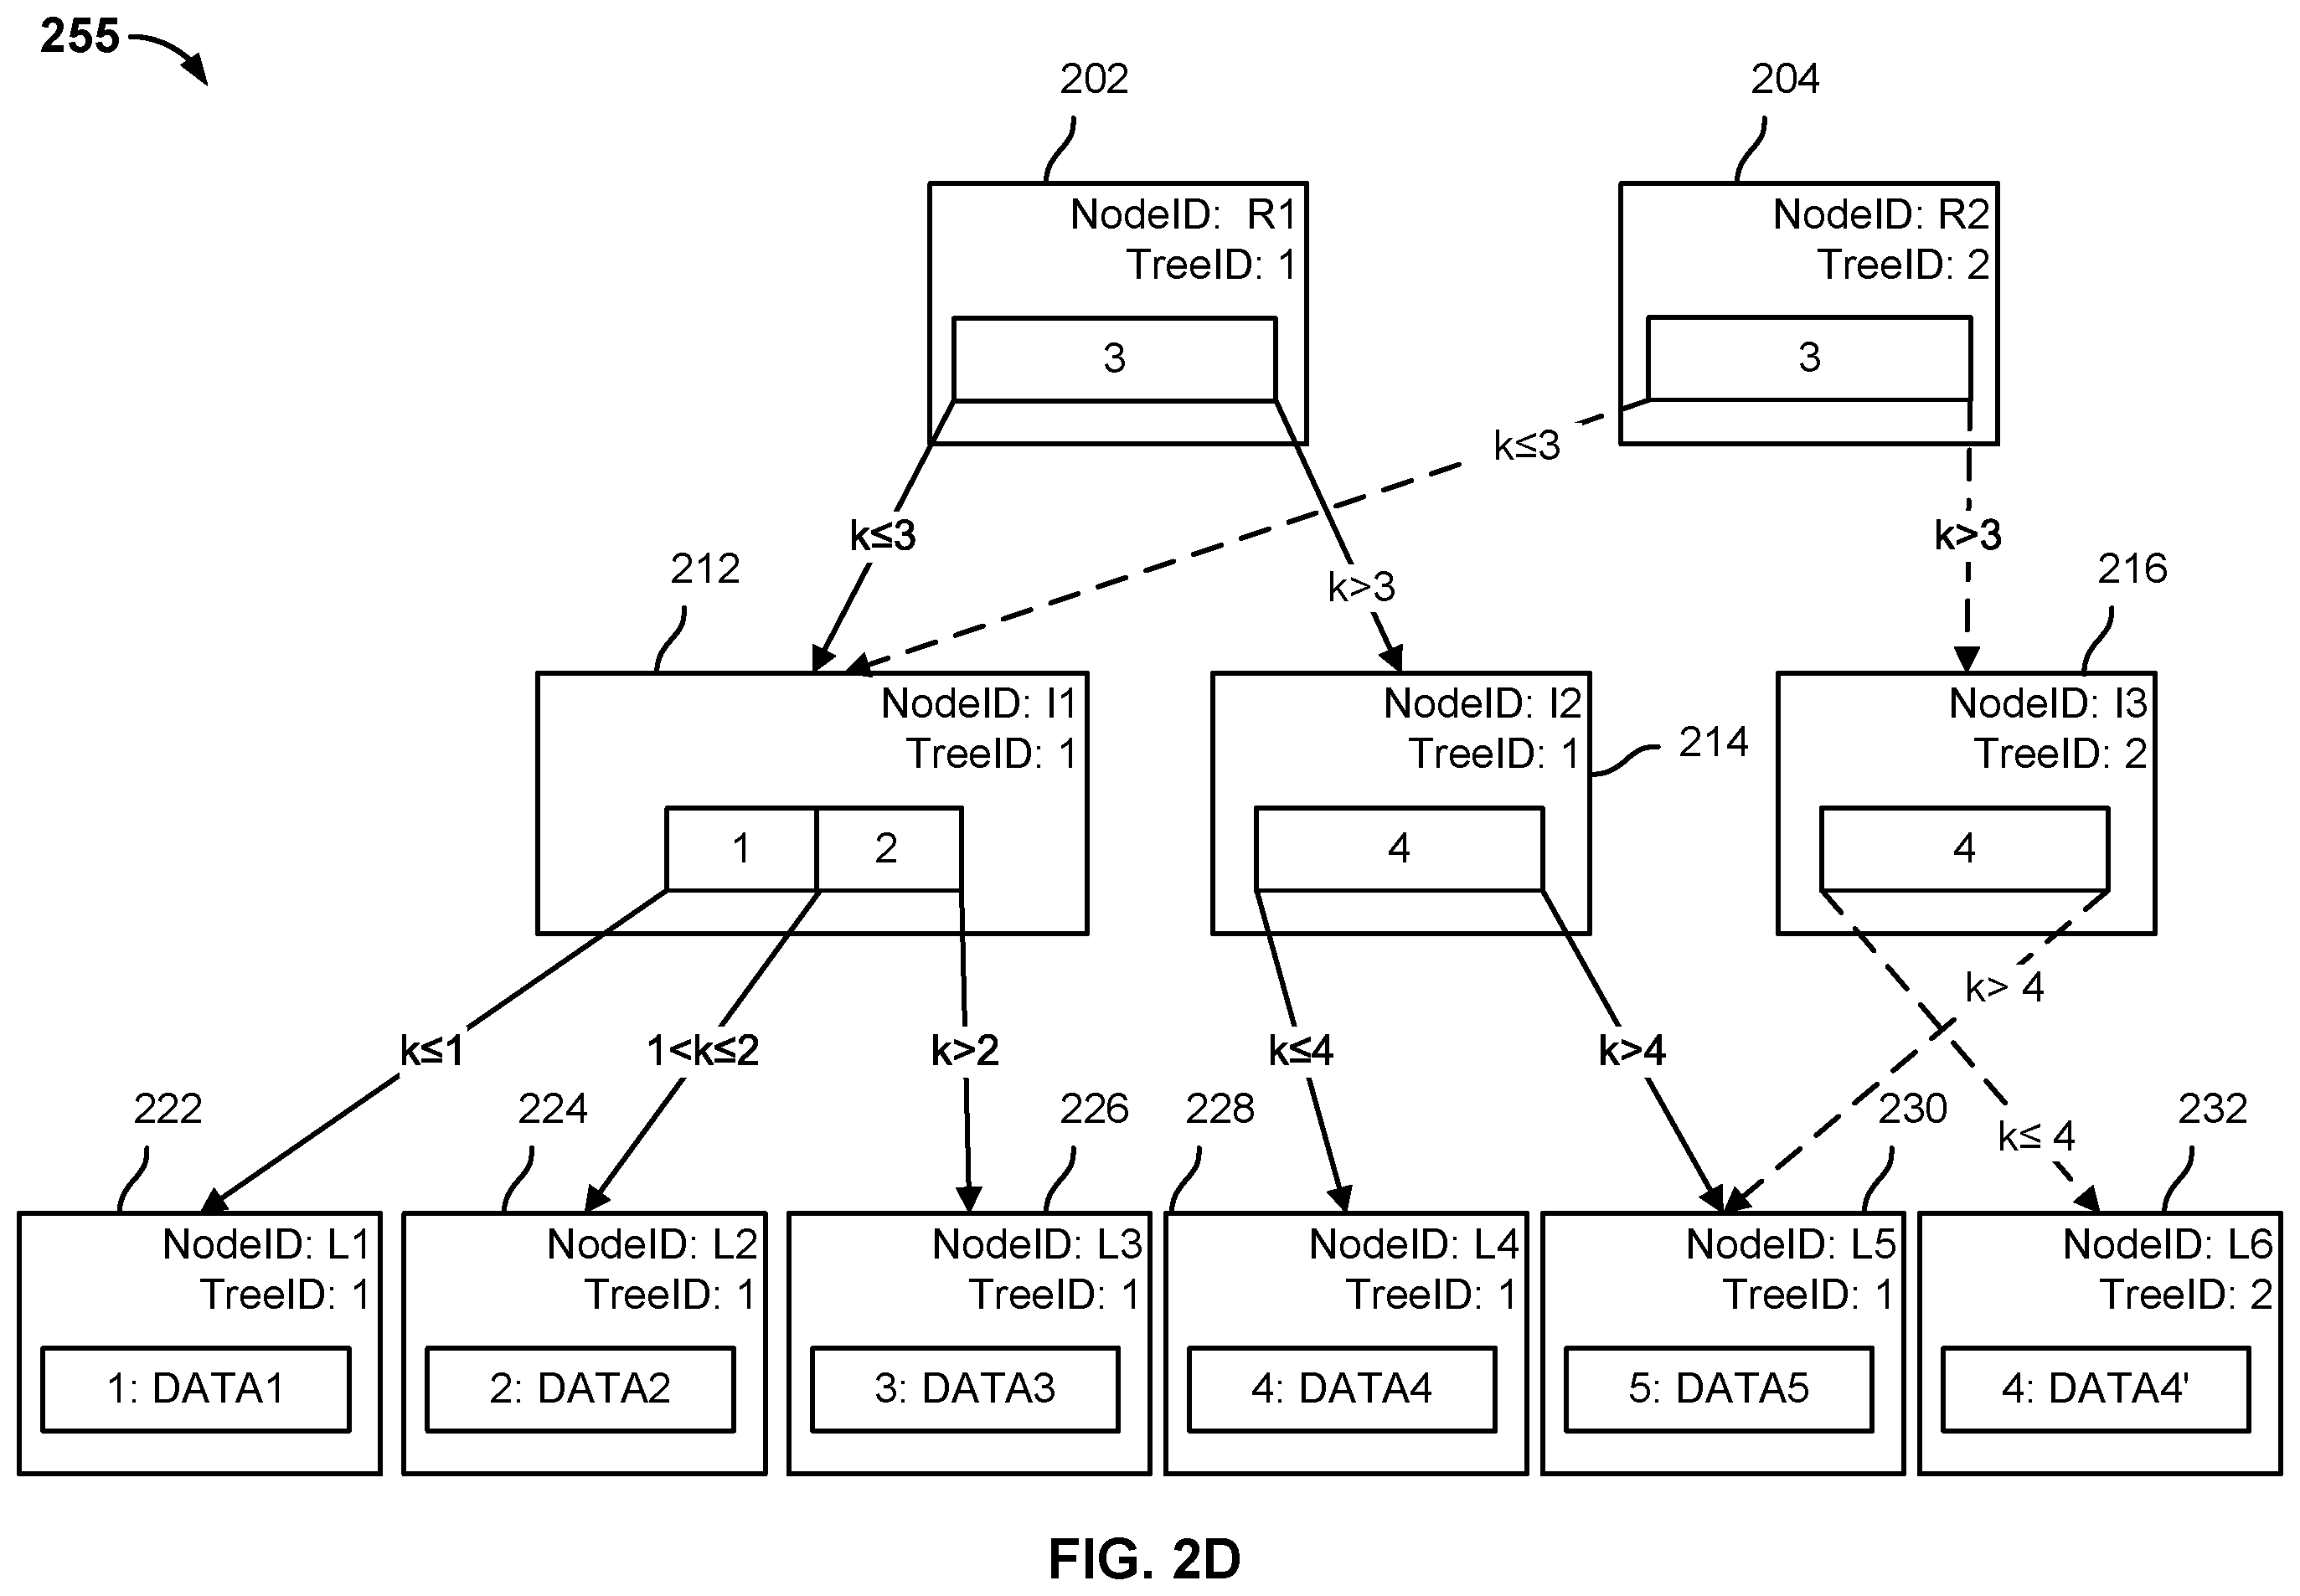 255
202
204
NodeID: R1
TreeID: 1
3
NodeID: R2
TreeID: 2
3
k≤3
k≤3
k>3
k>3
212
216
NodeID: I1
TreeID: 1
1 2
NodeID: I2
TreeID: 1
4
214
NodeID: I3
TreeID: 2
4
k> 4
k≤1
1<k≤2
k>2
k≤4
k>4
k≤ 4
222
224
226
228
230
232
NodeID: L1
TreeID: 1
1: DATA1
NodeID: L2
TreeID: 1
2: DATA2
NodeID: L3
TreeID: 1
3: DATA3
NodeID: L4
TreeID: 1
4: DATA4
NodeID: L5
TreeID: 1
5: DATA5
NodeID: L6
TreeID: 2
4: DATA4'
FIG. 2D